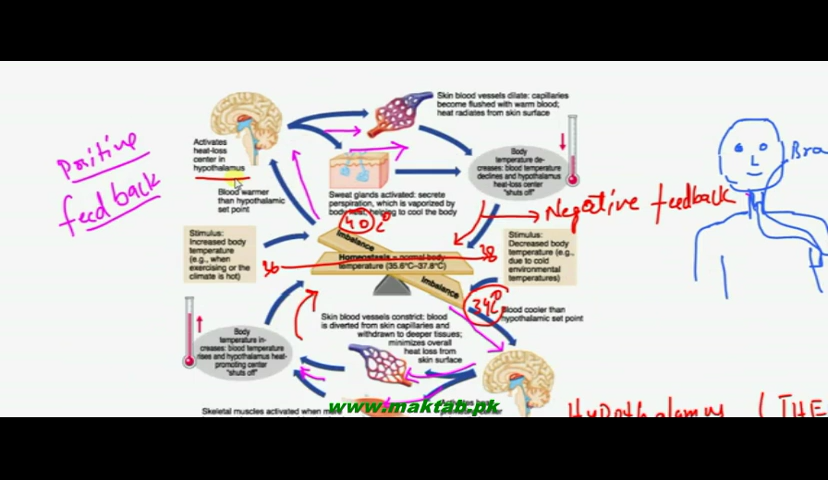 Skin blood vessels dilate: capillaries
become flushed with warm blood;
heat radiates from skin surface
Activates
heat-loss
center in
hypothalamus
Positive
feedback
Body
temperature de-
creases: blood temperature
declines and hypothalamus
heat-loss center
"shuts off"
Blood warmer
than hypothalamic
set point
Sweat glands activated: secrete
perspiration, which is vaporized by
body heat, helping to cool the body
Negative feedback
Stimulus:
Increased body
temperature
(e.g., when
exercising or the
climate is hot)
40 c°
Imbalance
36
Homeostasis = normal body
temperature (35.6°C–37.8°C)
38
Imbalance
Stimulus:
Decreased body
temperature (e.g.,
due to cold
environmental
temperatures)
34c°
Blood cooler than
hypothalamic set point
Skin blood vessels constrict: blood
is diverted from skin capillaries and
withdrawn to deeper tissues;
minimizes overall
heat loss from
skin surface
Body
temperature in-
creases: blood temperature
rises and hypothalamus heat-
promoting center
"shuts off"
Skeletal muscles activated when more
www.maktab.pk
Hypothalamus (THE
Bra